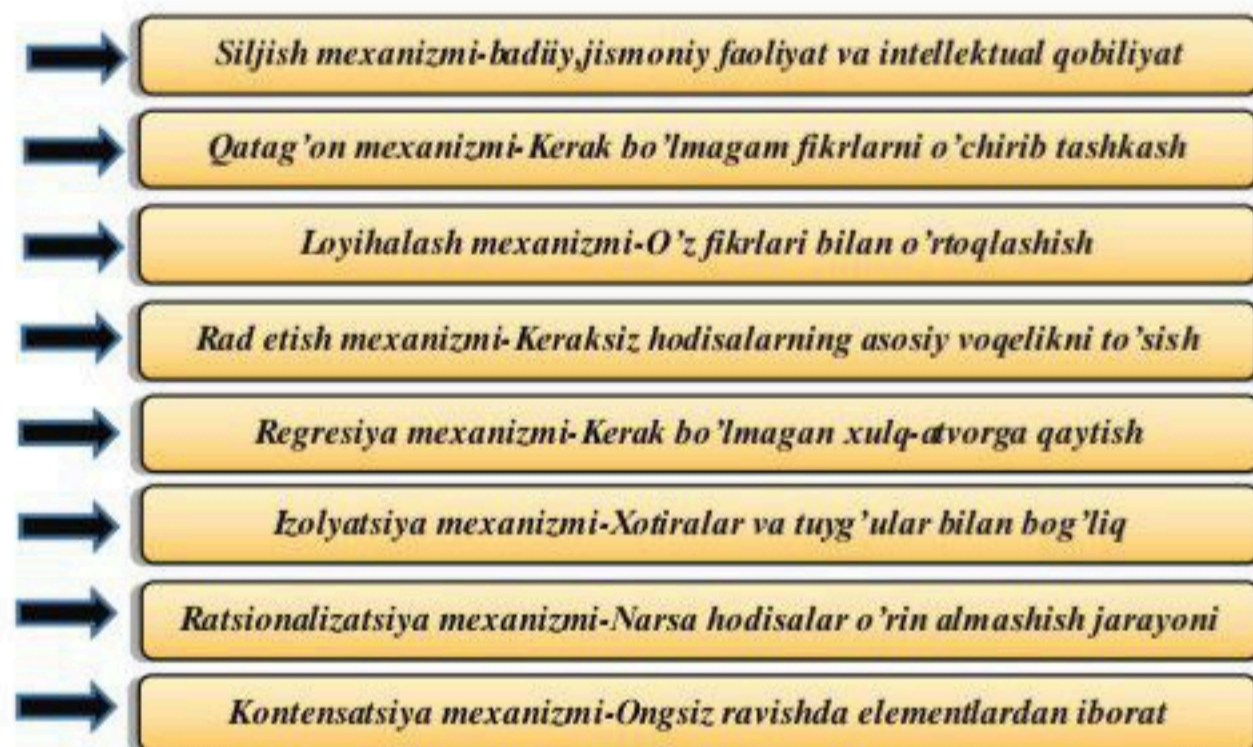 Siljish mexanizmi-badiiy,jismoniy faoliyat va intellektual qobiliyat
Qatag’on mexanizmi-Kerak bo’lmagam fikrlarni o’chirib tashkash
Loyihalash mexanizmi-O’z fikrlari bilan o’rtoqlashish
Rad etish mexanizmi-Keraksiz hodisalarning asosiy voqelikni to’sish
Regresiya mexanizmi-Kerak bo’lmagan xulq-atvorga qaytish
Izolyatsiya mexanizmi-Xotiralar va tuyg’ular bilan bog’liq
Ratsionalizatsiya mexanizmi-Narsa hodisalar o’rin almashish jarayoni
Kontensatsiya mexanizmi-Ongsiz ravishda elementlardan iborat